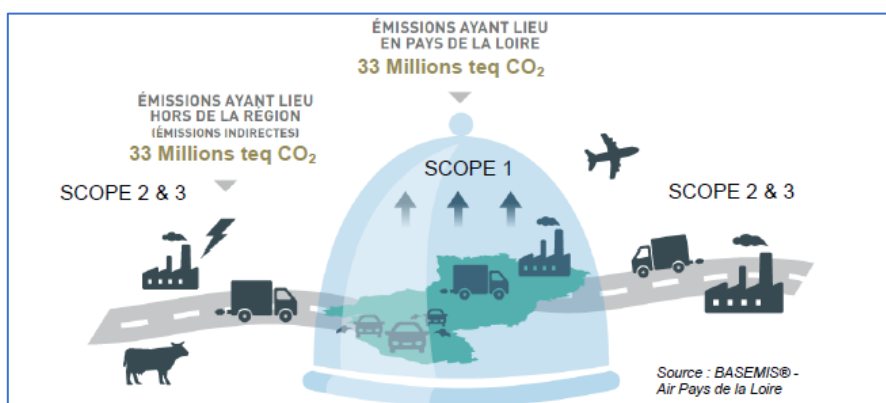 ÉMISSIONS AYANT LIEU
EN PAYS DE LA LOIRE
33 Millions teq CO₂
ÉMISSIONS AYANT LIEU
HORS DE LA RÉGION
(ÉMISSIONS INDIRECTES)
33 Millions teq CO₂
SCOPE 2 & 3
SCOPE 1
SCOPE 2 & 3
Source : BASEMIS® -
Air Pays de la Loire